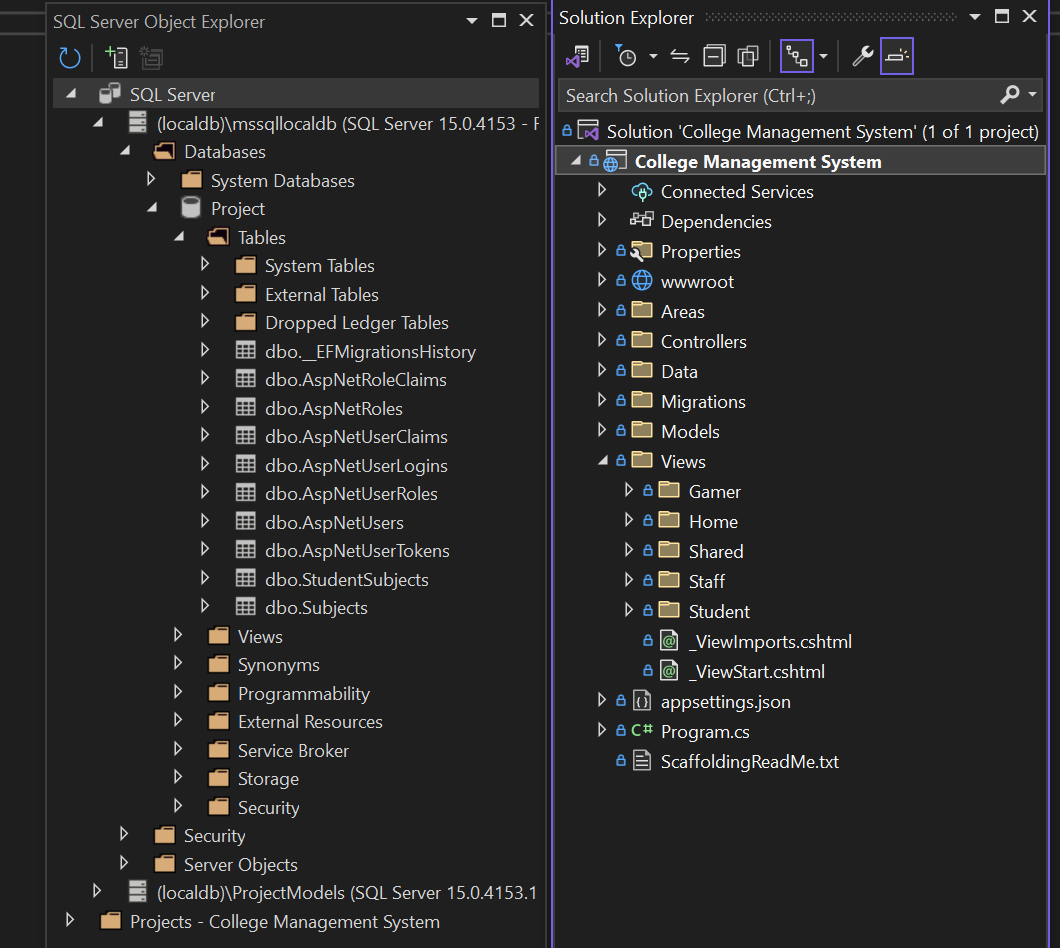 SQL Server Object Explorer
SQL Server
(localdb)\mssqllocaldb (SQL Server 15.0.4153 - F
Databases
System Databases
Project
Tables
System Tables
External Tables
Dropped Ledger Tables
dbo.__EFMigrationsHistory
dbo.AspNetRoleClaims
dbo.AspNetRoles
dbo.AspNetUserClaims
dbo.AspNetUserLogins
dbo.AspNetUserRoles
dbo.AspNetUsers
dbo.AspNetUserTokens
dbo.StudentSubjects
dbo.Subjects
Views
Synonyms
Programmability
External Resources
Service Broker
Storage
Security
Security
Server Objects
(localdb)\ProjectModels (SQL Server 15.0.4153.1
Projects - College Management System
Solution Explorer
Search Solution Explorer (Ctrl+;)
Solution 'College Management System' (1 of 1 project)
College Management System
Connected Services
Dependencies
Properties
wwwroot
Areas
Controllers
Data
Migrations
Models
Views
Gamer
Home
Shared
Staff
Student
_ViewImports.cshtml
_ViewStart.cshtml
appsettings.json
C# Program.cs
ScaffoldingReadMe.txt